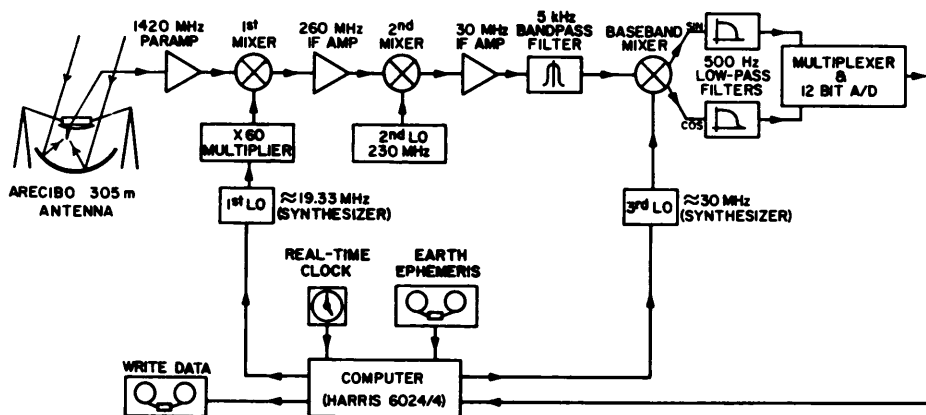 1420 MHz
PARAMP
1st
MIXER
260 MHz
IF AMP
2nd
MIXER
30 MHz
IF AMP
5 kHz
BANDPASS
FILTER
BASEBAND
MIXER
SIN
COS
500 Hz
LOW-PASS
FILTERS
MULTIPLEXER
&
12 BIT A/D
X 60
MULTIPLIER
2nd LO
230 MHz
ARECIBO 305 m
ANTENNA
1st LO
≈19.33 MHz
(SYNTHESIZER)
3rd LO
≈30 MHz
(SYNTHESIZER)
REAL-TIME
CLOCK
EARTH
EPHEMERIS
WRITE DATA
COMPUTER
(HARRIS 6024/4)